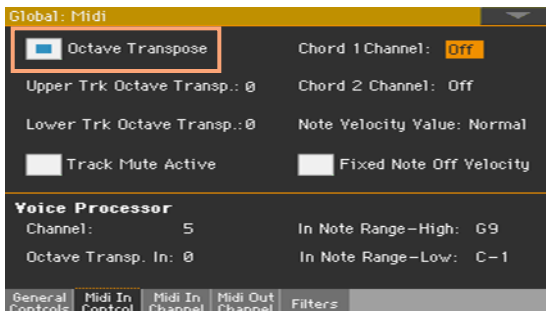 Global: Midi
Octave Transpose
Chord 1 Channel: Off
Upper Trk Octave Transp.: 0
Chord 2 Channel: Off
Lower Trk Octave Transp.:0
Note Velocity Value: Normal
Track Mute Active
Fixed Note Off Velocity
Voice Processor
Channel: 5
In Note Range-High: G9
Octave Transp. In: 0
In Note Range-Low: C-1
General Controls
Midi In Control
Midi In Channel
Midi Out Channel
Filters